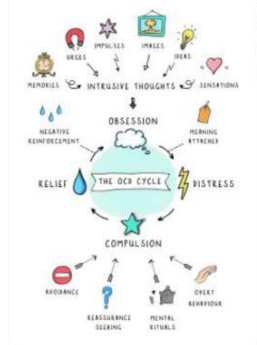 IMPULSES
IMAGES
URGES
IDEAS
MEMORIES
INTRUSIVE THOUGHTS
SENSATIONS
OBSESSION
NEGATIVE
REINFORCEMENT
MEANING
ATTACHED
RELIEF
THE OCD CYCLE
DISTRESS
COMPULSION
AVOIDANCE
OVERT
BEHAVIOUR
REASSURANCE
SEEKING
MENTAL
RITUALS